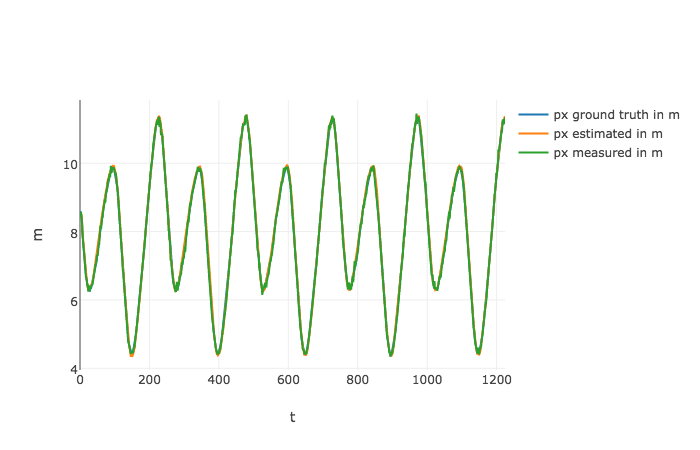 px ground truth in m
px estimated in m
px measured in m
10
8
6
4
m
0 200 400 600 800 1000 1200
t